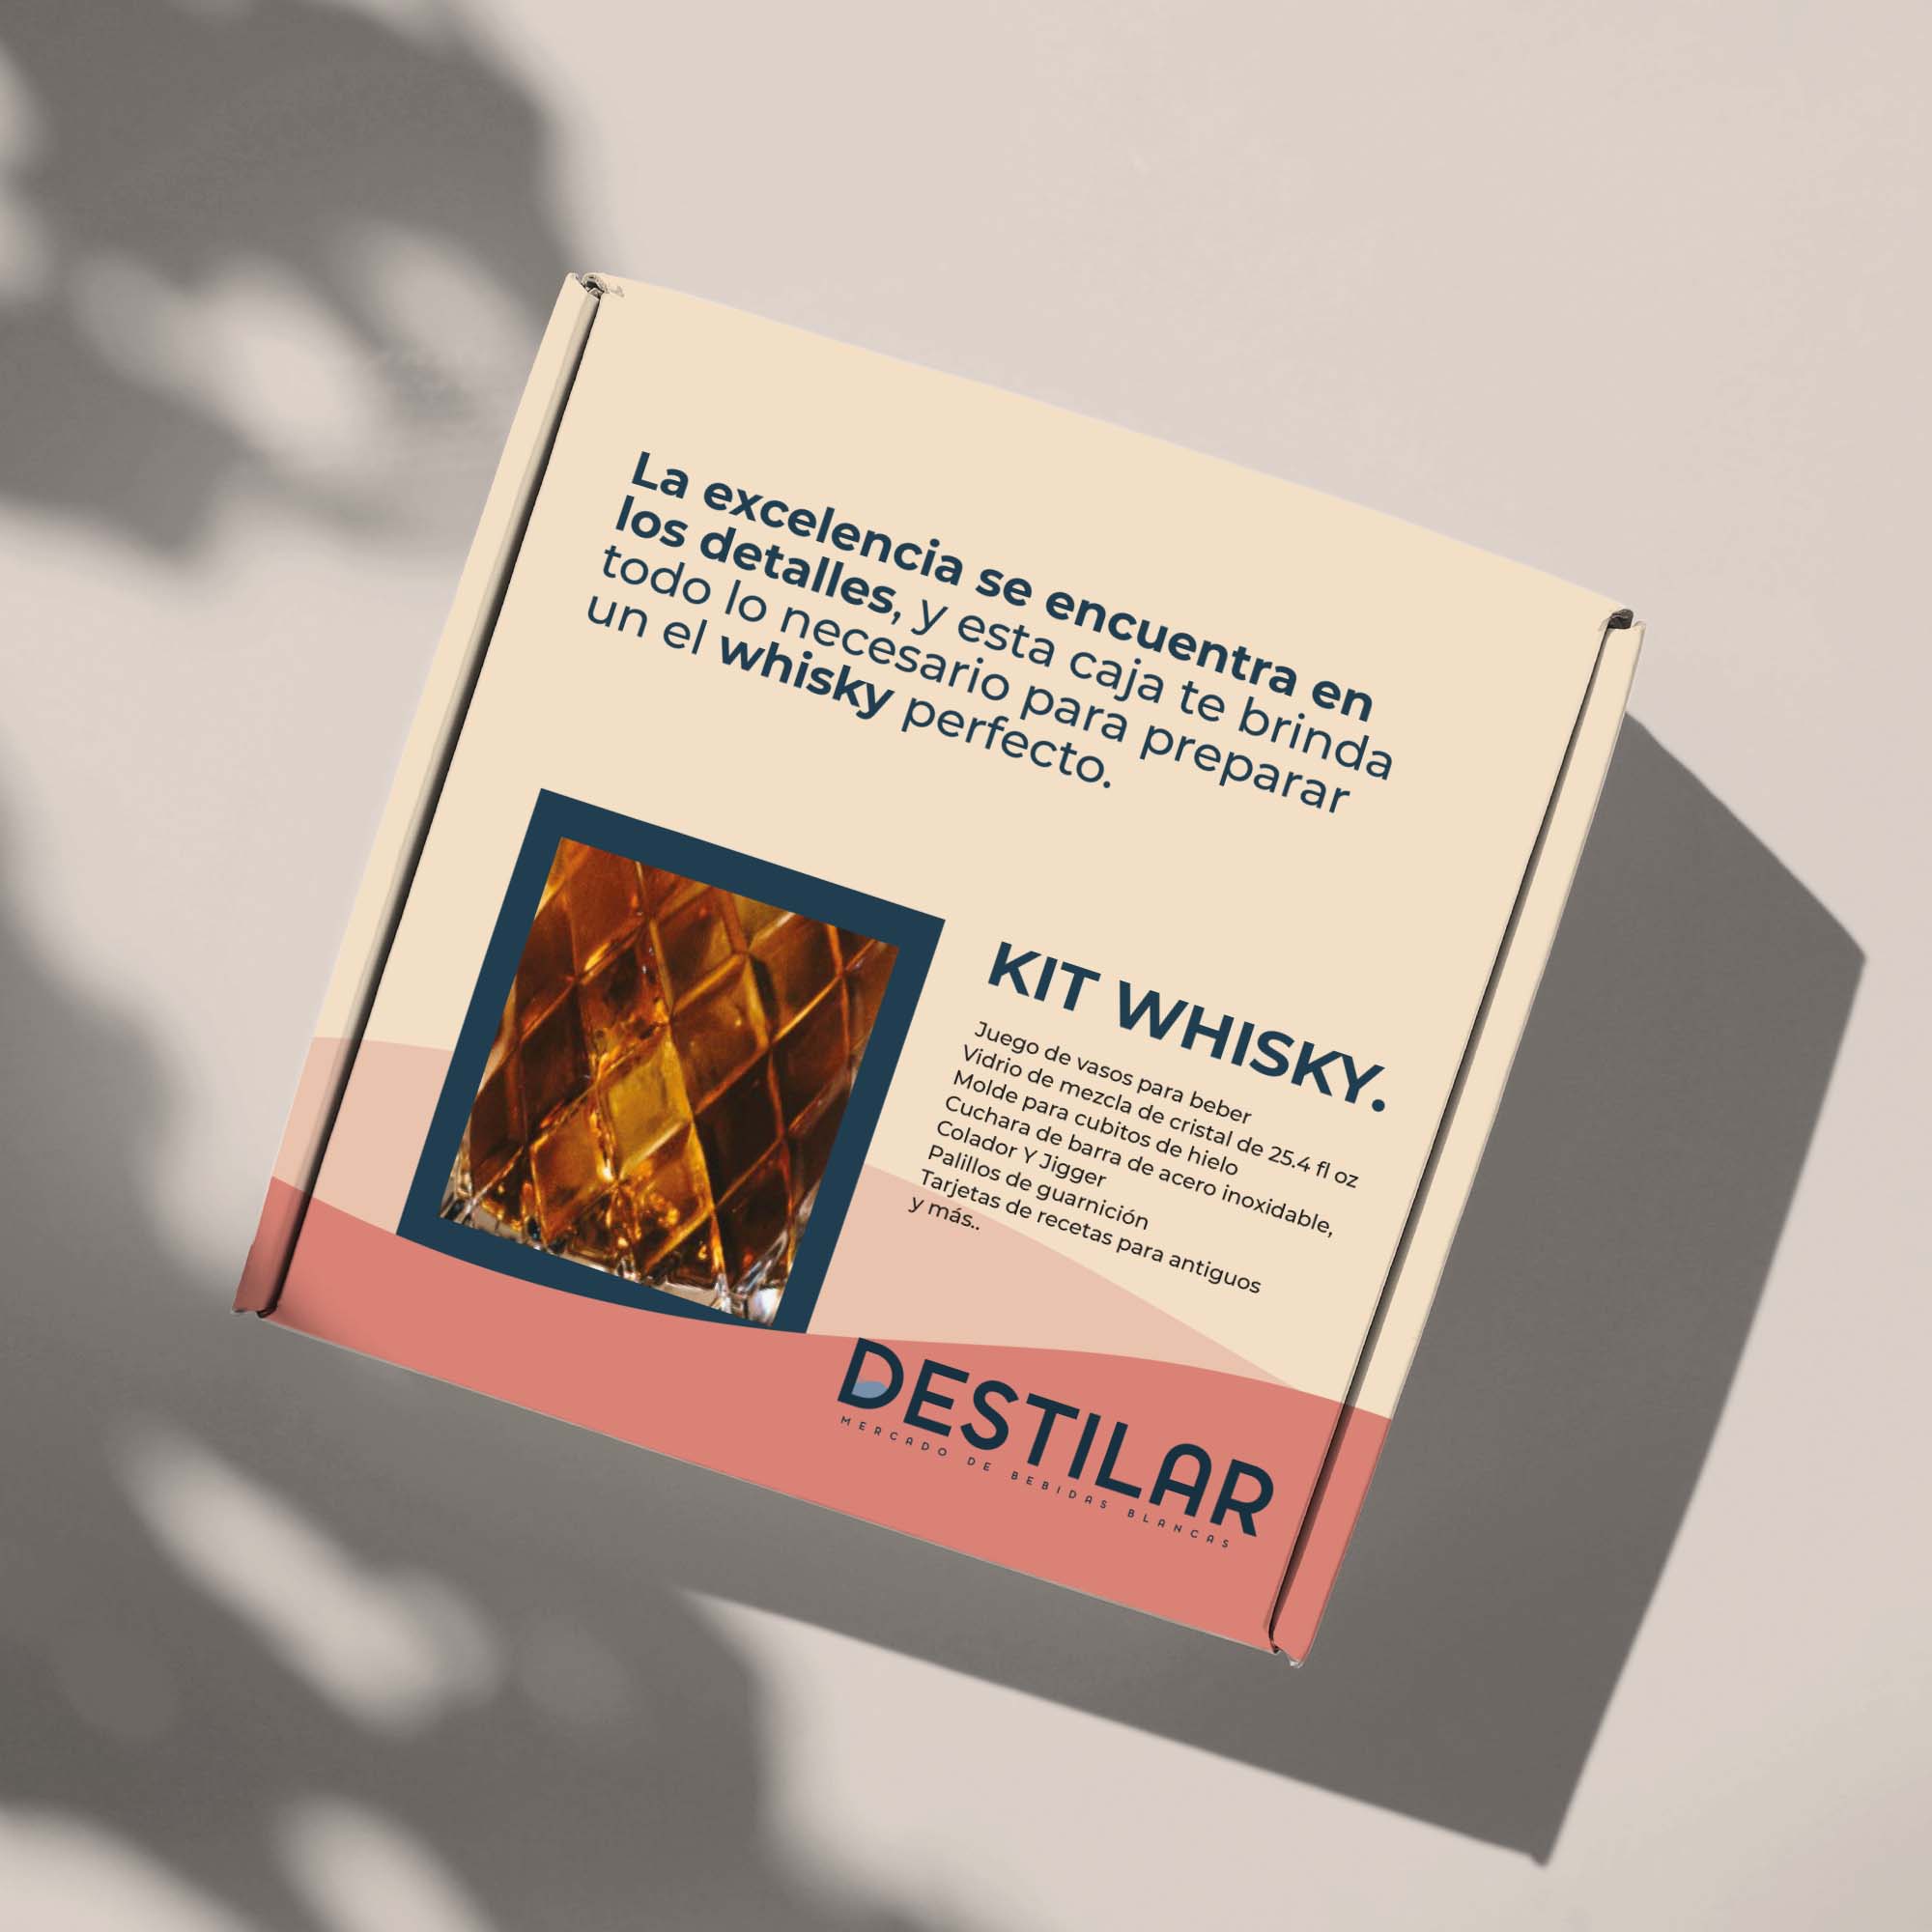 La excelencia se encuentra en
los detalles, y esta caja te brinda
todo lo necesario para preparar
un el whisky perfecto.
KIT WHISKY.
Juego de vasos para beber
Vidrio de mezcla de cristal de 25.4 fl oz
Molde para cubitos de hielo
Cuchara de barra de acero inoxidable,
Colador Y Jigger
Palillos de guarnición
Tarjetas de recetas para antiguos
y más..
DESTILAR
MERCADO DE BEBIDAS BLANCAS